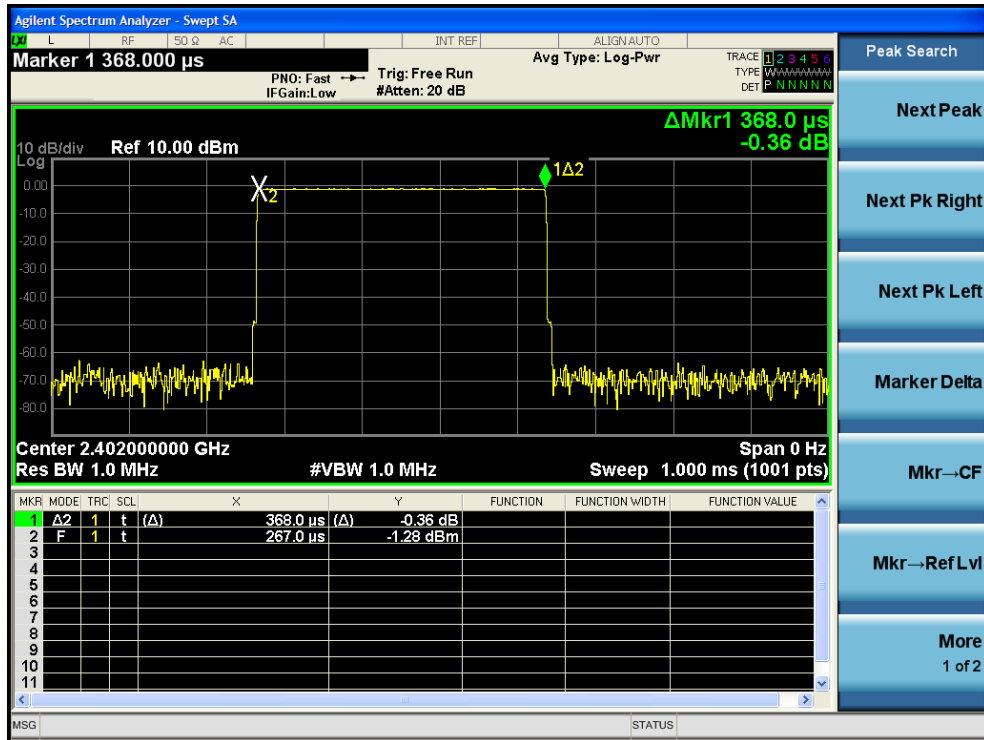 Agilent Spectrum Analyzer - Swept SA
LXI L RF 50 Ω AC INT REF ALIGN AUTO
Marker 1 368.000 µs
PNO: Fast
IFGain:Low
Trig: Free Run
#Atten: 20 dB
Avg Type: Log-Pwr
TRACE 1 2 3 4 5 6
TYPE WWWWWW
DET P N N N N N
ΔMkr1 368.0 µs
-0.36 dB
10 dB/div Ref 10.00 dBm
Log
1Δ2
0.00
2
-10.0
-20.0
-30.0
-40.0
-50.0
-60.0
-70.0
-80.0
Center 2.402000000 GHz Span 0 Hz
Res BW 1.0 MHz #VBW 1.0 MHz Sweep 1.000 ms (1001 pts)
MKR MODE TRC SCL X Y FUNCTION FUNCTION WIDTH FUNCTION VALUE
1 Δ2 1 t (Δ) 368.0 µs (Δ) -0.36 dB
2 F 1 t 267.0 µs -1.28 dBm
3
4
5
6
7
8
9
10
11
MSG STATUS
Peak Search
Next Peak
Next Pk Right
Next Pk Left
Marker Delta
Mkr→CF
Mkr→Ref Lvl
More
1 of 2